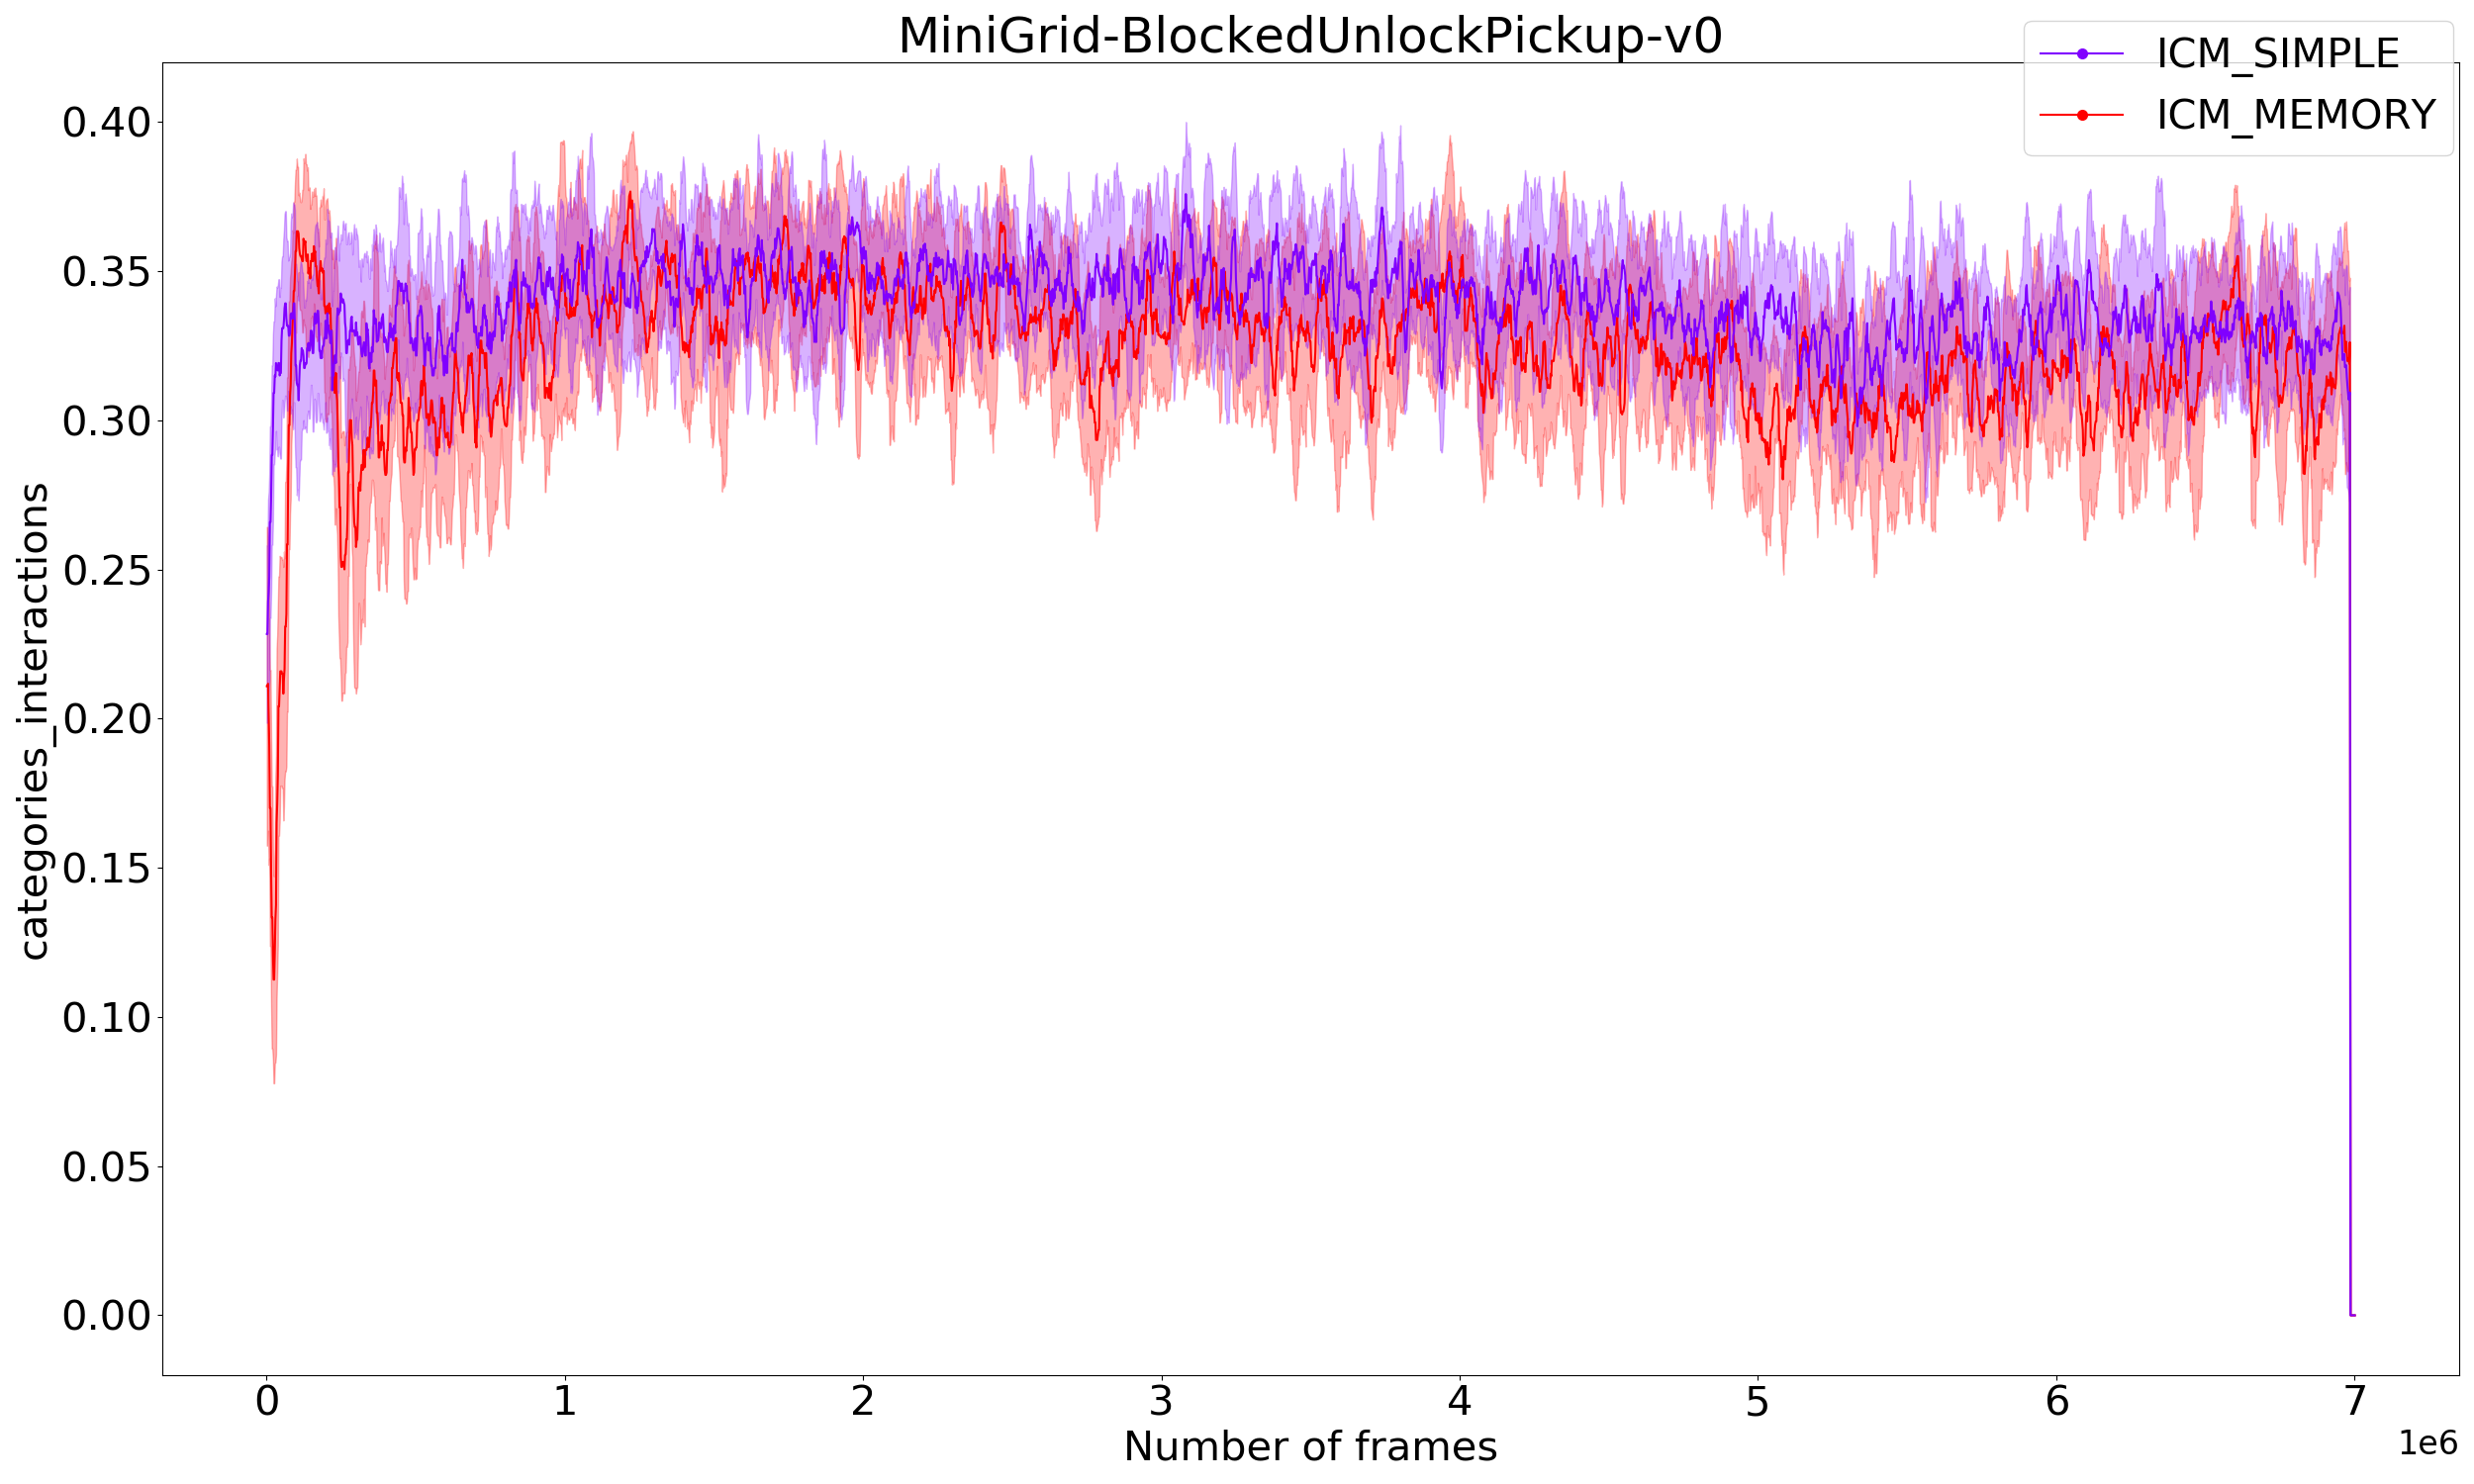 MiniGrid-BlockedUnlockPickup-v0
ICM_SIMPLE
ICM_MEMORY
categories_interactions
0.40
0.35
0.30
0.25
0.20
0.15
0.10
0.05
0.00
0 1 2 3 4 5 6 7
Number of frames
1e6